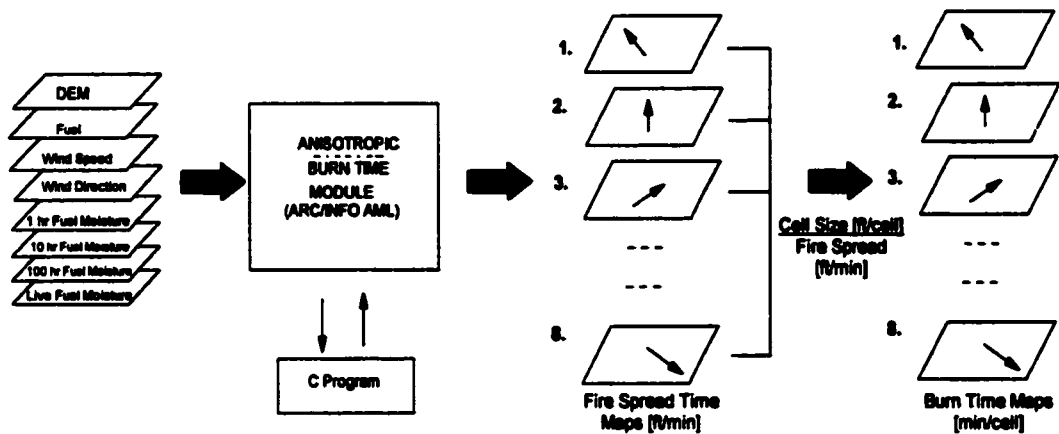 DEM
Fuel
Wind Speed
Wind Direction
1 hr Fuel Moisture
10 hr Fuel Moisture
100 hr Fuel Moisture
Live Fuel Moisture
ANISOTROPIC
BURN TIME
MODULE
(ARC/INFO AML)
C Program
1.
2.
3.
8.
Fire Spread Time
Maps [ft/min]
Cell Size [ft/cell]
Fire Spread
[ft/min]
1.
2.
3.
8.
Burn Time Maps
[min/cell]